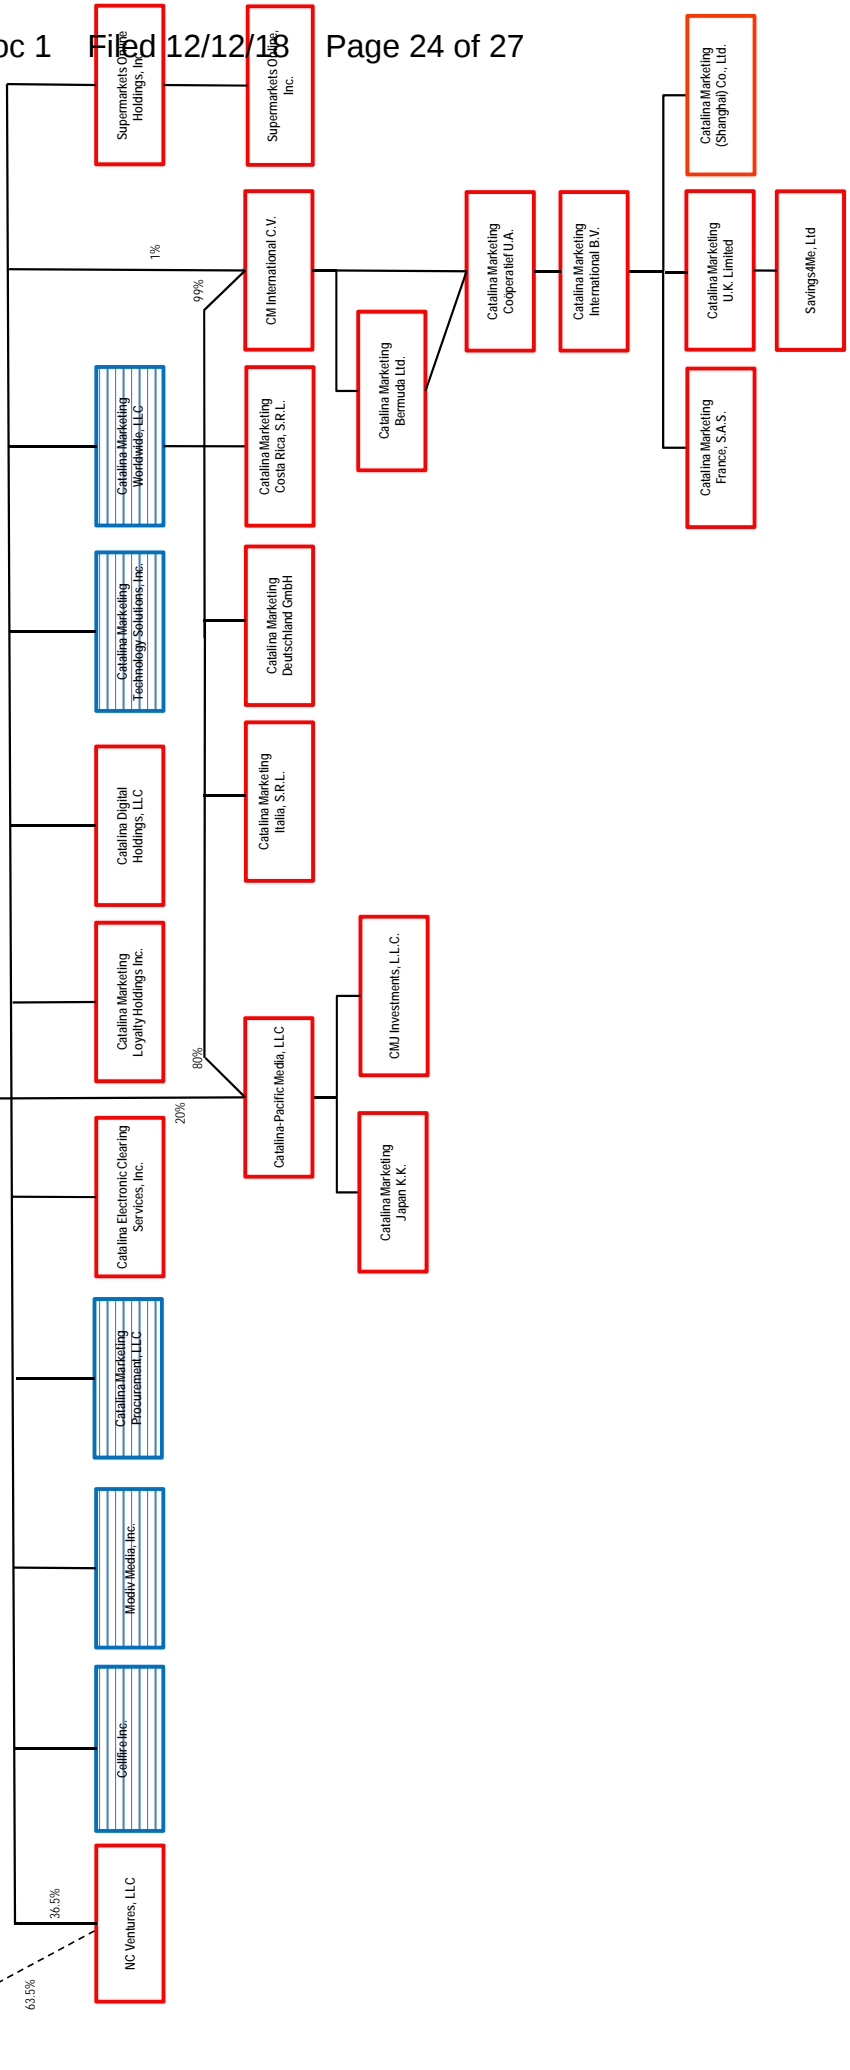 oc 1 Filed 12/12/18 Page 24 of 27
Supermarkets Online
Holdings, Inc.
Supermarkets Online,
Inc.
1%
99%
CM International C.V.
Catalina Marketing
Worldwide, LLC
Catalina Marketing
Costa Rica, S.R.L.
Catalina Marketing
Bermuda Ltd.
Catalina Marketing
Coöperatief U.A.
Catalina Marketing
International B.V.
Catalina Marketing
(Shanghai) Co., Ltd.
Catalina Marketing
U.K. Limited
Savings4Me, Ltd
Catalina Marketing
France, S.A.S.
Catalina Marketing
Technology Solutions, Inc.
Catalina Marketing
Deutschland GmbH
Catalina Digital
Holdings, LLC
Catalina Marketing
Italia, S.R.L.
Catalina Marketing
Loyalty Holdings Inc.
80%
20%
Catalina-Pacific Media, LLC
CMJ Investments, L.L.C.
Catalina Marketing
Japan K.K.
Catalina Electronic Clearing
Services, Inc.
Catalina Marketing
Procurement, LLC
Modiv Media, Inc.
Cellfire Inc.
NC Ventures, LLC
36.5%
63.5%